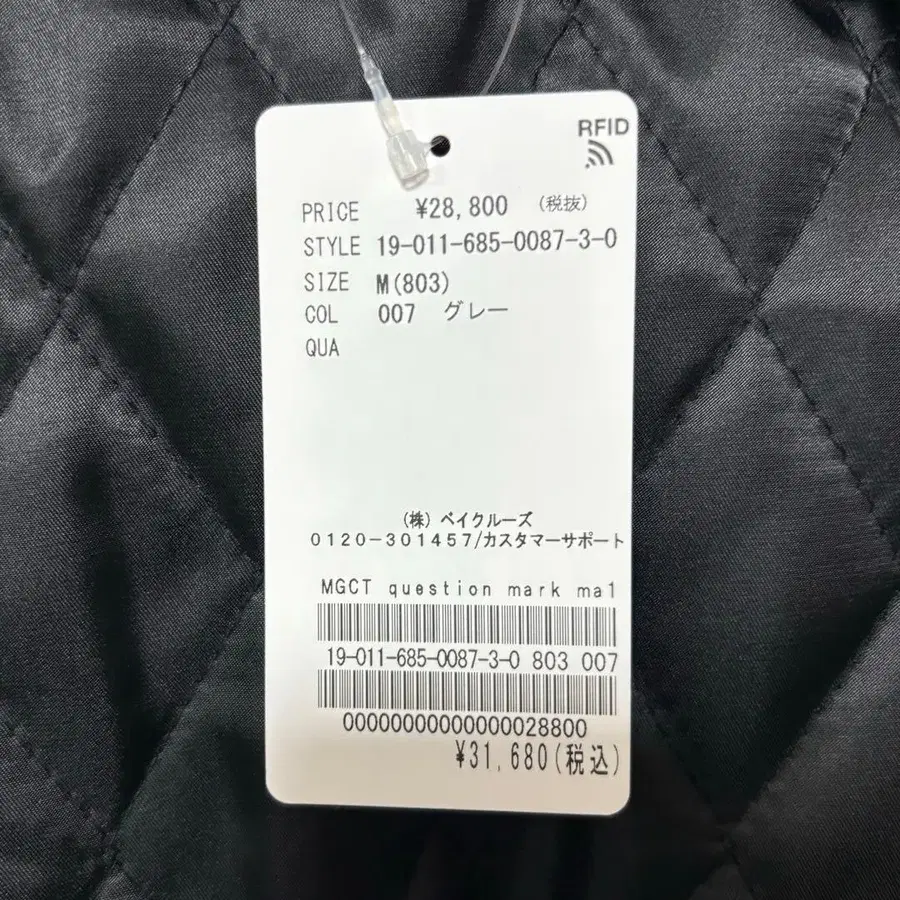 RFID
PRICE ¥28,800 (税抜)
STYLE 19-011-685-0087-3-0
SIZE M(803)
COL 007 グレー
QUA
(株) ベイクルーズ
0120-301457/カスタマーサポート
MGCT question mark ma1
19-011-685-0087-3-0 803 007
00000000000000028800
¥31,680(税込)